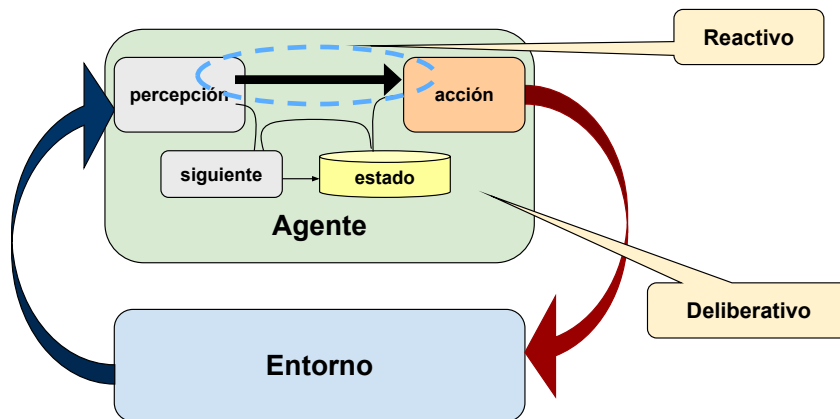 Reactivo
percepción
acción
siguiente
estado
Agente
Deliberativo
Entorno